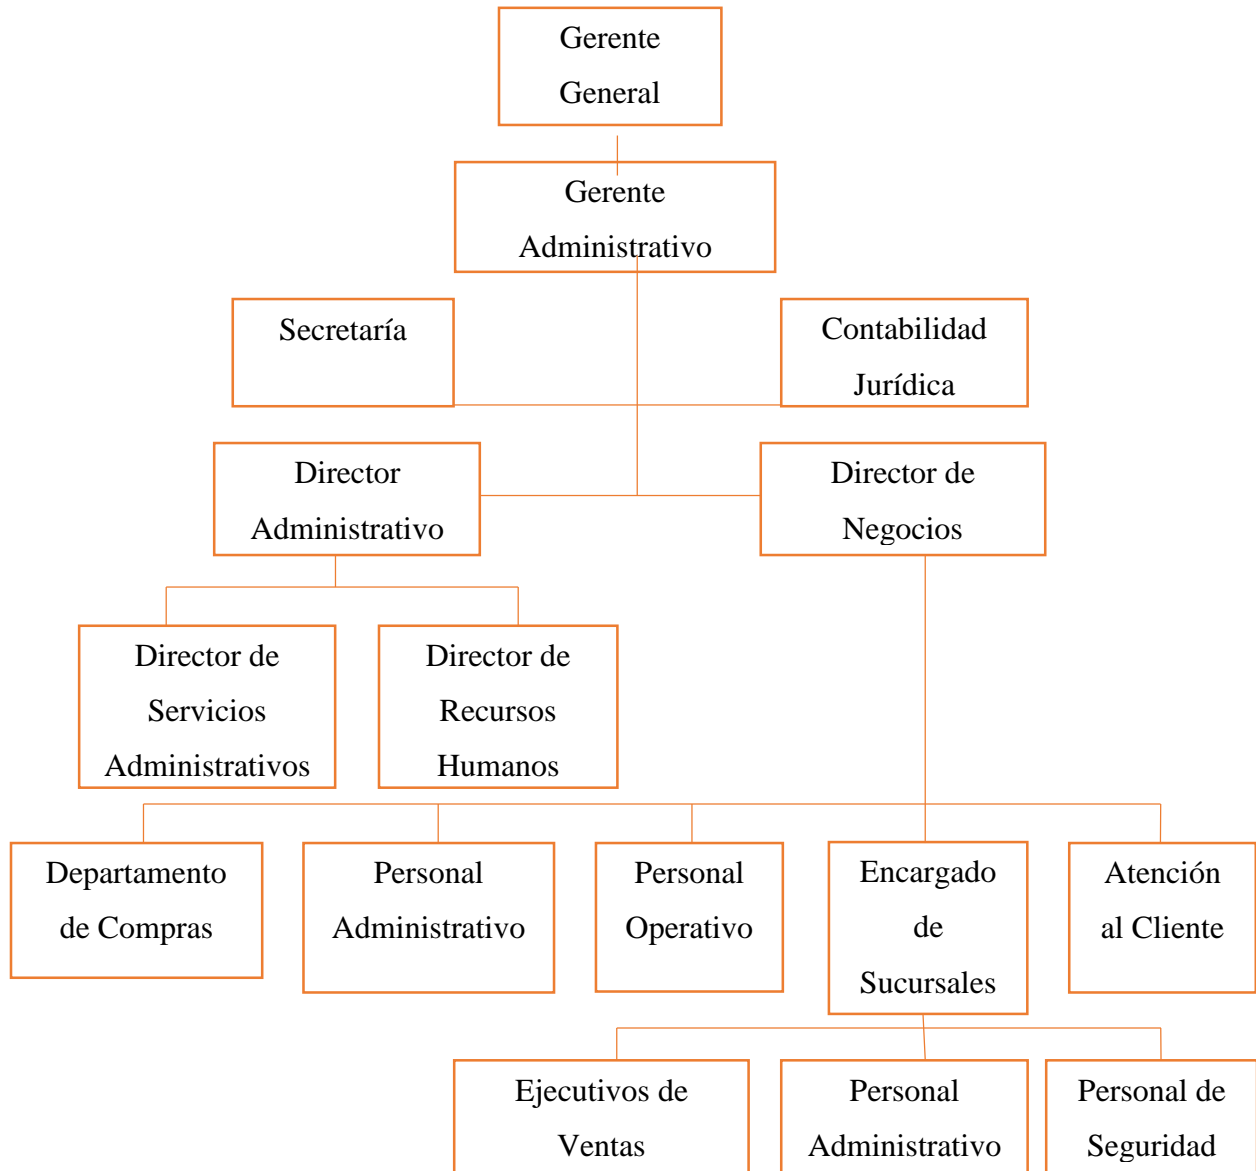 Gerente
General
Gerente
Administrativo
Secretaría
Contabilidad
Jurídica
Director
Administrativo
Director de
Negocios
Director de
Servicios
Administrativos
Director de
Recursos
Humanos
Departamento
de Compras
Personal
Administrativo
Personal
Operativo
Encargado
de
Sucursales
Atención
al Cliente
Ejecutivos de
Ventas
Personal
Administrativo
Personal de
Seguridad